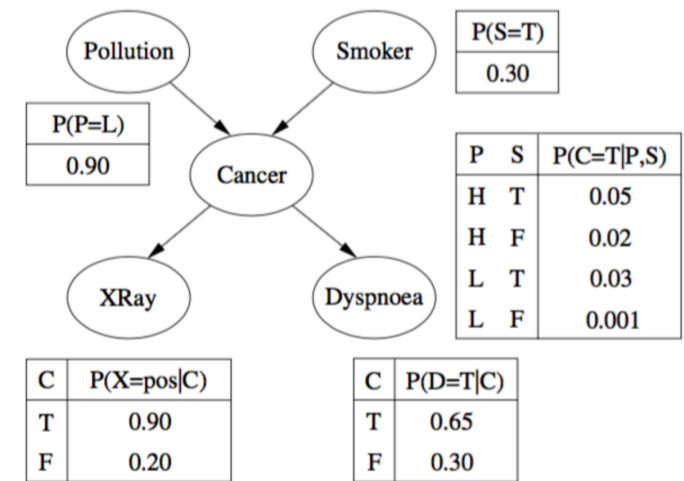 Pollution
Smoker
P(S=T)
0.30
P(P=L)
0.90
Cancer
P S P(C=T|P,S)
H T 0.05
H F 0.02
L T 0.03
L F 0.001
XRay
Dyspnoea
C P(X=pos|C)
T 0.90
F 0.20
C P(D=T|C)
T 0.65
F 0.30